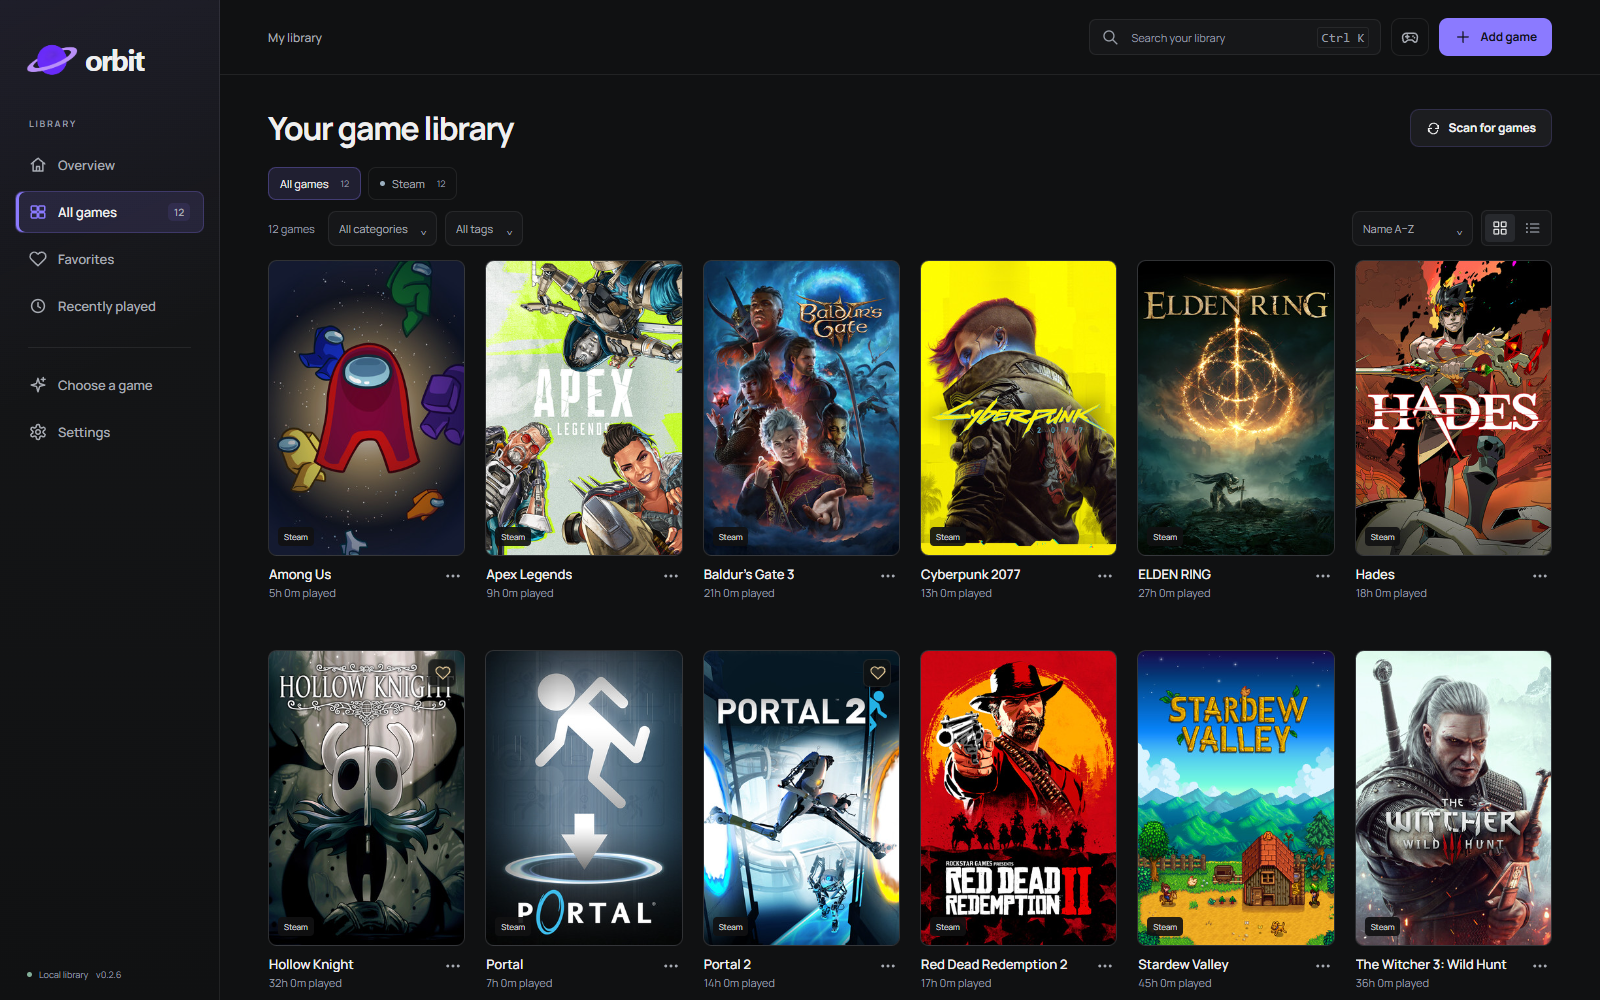 orbit
My library
Search your library
Ctrl K
Add game
LIBRARY
Overview
All games 12
Favorites
Recently played
Choose a game
Settings
Your game library
Scan for games
All games 12
Steam 12
12 games
All categories
All tags
Name A–Z
APEX
LEGENDS
Baldur's
Gate
Cyberpunk
2077
ELDEN RING
HADES
Steam
Steam
Steam
Steam
Steam
Steam
Among Us
Apex Legends
Baldur's Gate 3
Cyberpunk 2077
ELDEN RING
Hades
5h 0m played
9h 0m played
21h 0m played
13h 0m played
27h 0m played
18h 0m played
HOLLOW KNIGHT
PORTAL
PORTAL 2
ROCKSTAR GAMES PRESENTS
RED DEAD
REDEMPTION II
STARDEW
VALLEY
THE
WITCHER
WILD HUNT
Steam
Steam
Steam
Steam
Steam
Steam
Hollow Knight
Portal
Portal 2
Red Dead Redemption 2
Stardew Valley
The Witcher 3: Wild Hunt
32h 0m played
7h 0m played
14h 0m played
17h 0m played
45h 0m played
36h 0m played
Local library v0.2.6